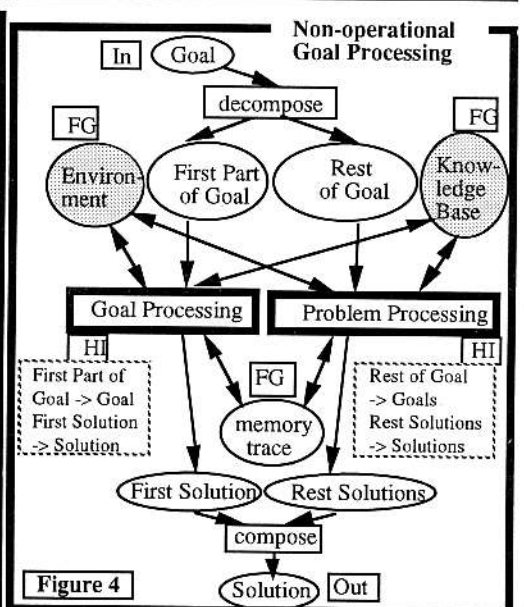 Non-operational
Goal Processing
In
Goal
decompose
FG
FG
Environ-
ment
First Part
of Goal
Rest
of Goal
Know-
ledge
Base
Goal Processing
Problem Processing
HI
HI
First Part of
Goal -> Goal
First Solution
-> Solution
FG
memory
trace
Rest of Goal
-> Goals
Rest Solutions
-> Solutions
First Solution
Rest Solutions
compose
Figure 4
Solution
Out